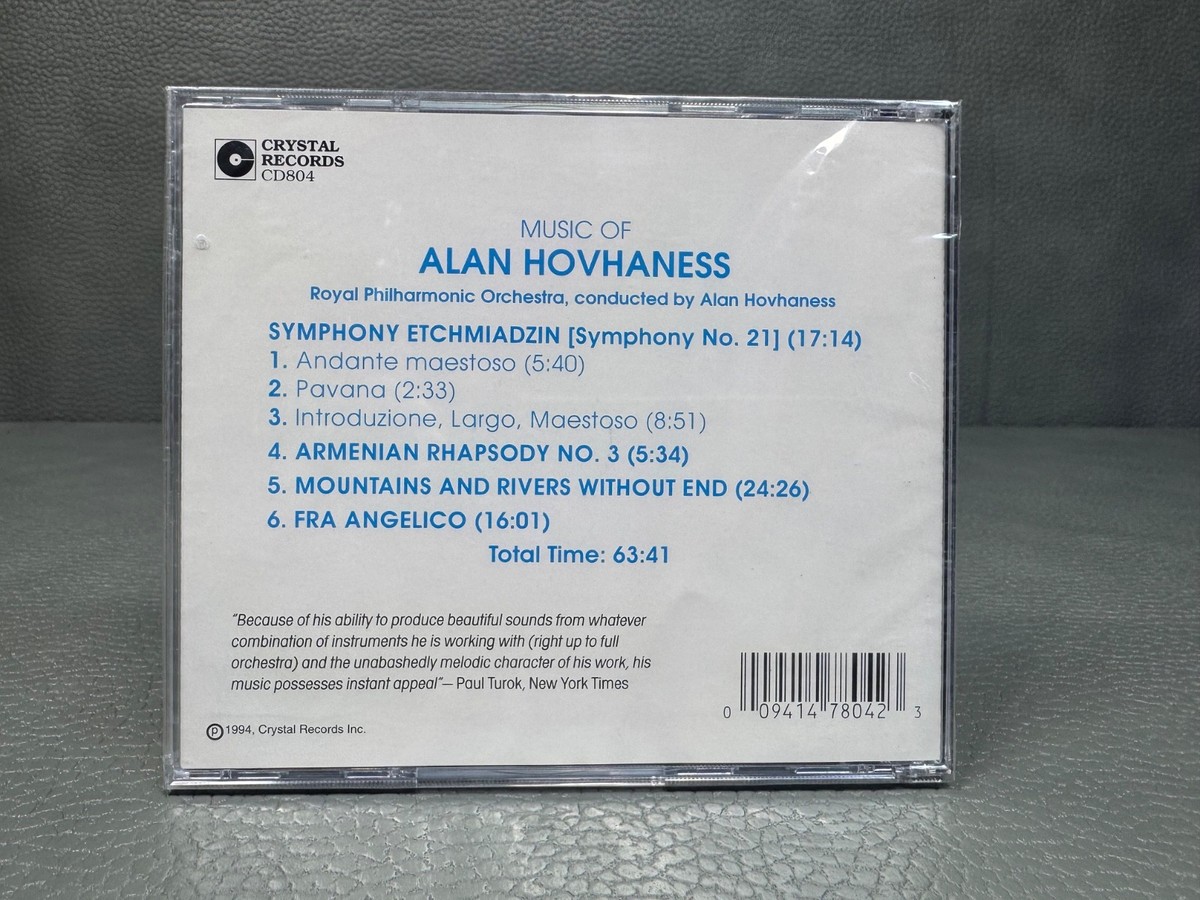 CRYSTAL
RECORDS
CD804
MUSIC OF
ALAN HOVHANESS
Royal Philharmonic Orchestra, conducted by Alan Hovhaness
SYMPHONY ETCHMIADZIN [Symphony No. 21] (17:14)
1. Andante maestoso (5:40)
2. Pavana (2:33)
3. Introduzione, Largo, Maestoso (8:51)
4. ARMENIAN RHAPSODY NO. 3 (5:34)
5. MOUNTAINS AND RIVERS WITHOUT END (24:26)
6. FRA ANGELICO (16:01)
Total Time: 63:41
"Because of his ability to produce beautiful sounds from whatever
combination of instruments he is working with (right up to full
orchestra) and the unabashedly melodic character of his work, his
music possesses instant appeal"— Paul Turok, New York Times
0 09414 78042 3
℗ 1994, Crystal Records Inc.